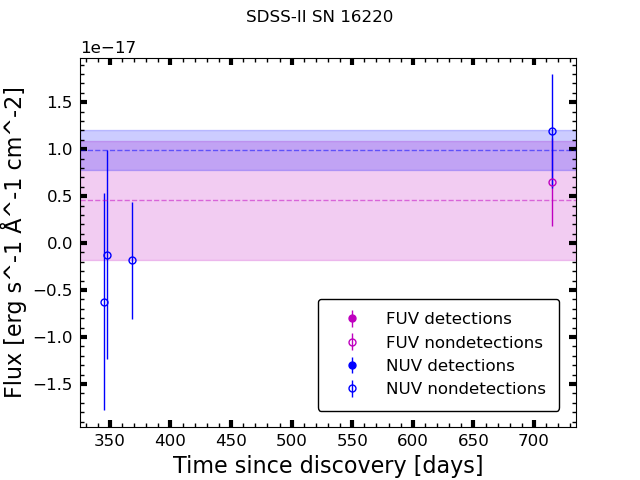 SDSS-II SN 16220
1e−17
1.5
1.0
0.5
0.0
−0.5
−1.0
−1.5
Flux [erg s^-1 Å^-1 cm^-2]
FUV detections
FUV nondetections
NUV detections
NUV nondetections
350 400 450 500 550 600 650 700
Time since discovery [days]